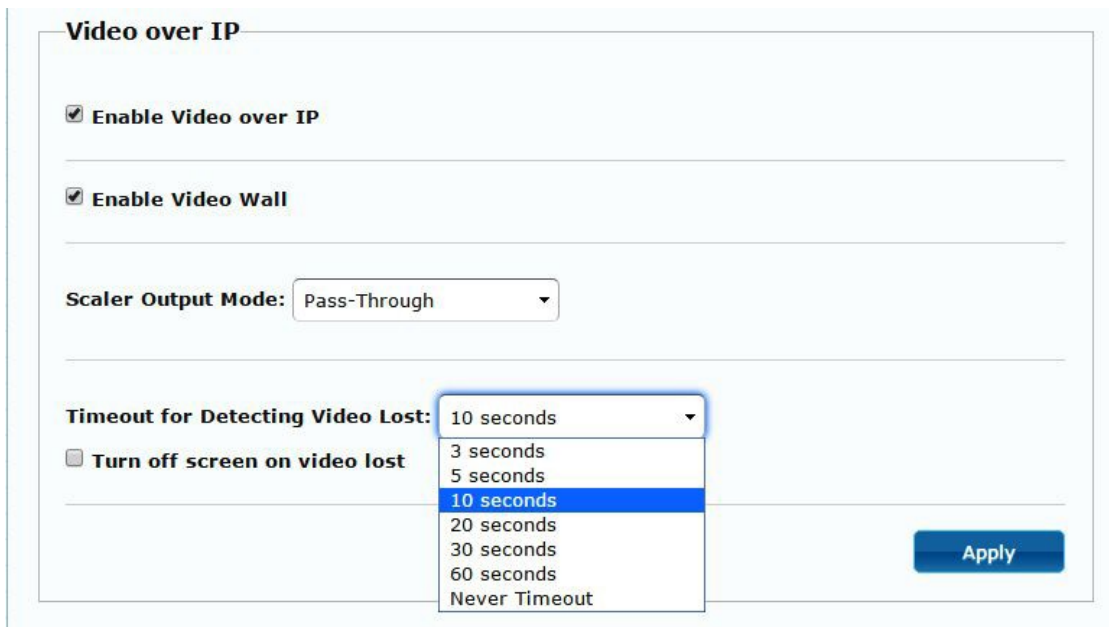 Video over IP
Enable Video over IP
Enable Video Wall
Scaler Output Mode: Pass-Through
Timeout for Detecting Video Lost: 10 seconds
Turn off screen on video lost
3 seconds
5 seconds
10 seconds
20 seconds
30 seconds
60 seconds
Never Timeout
Apply